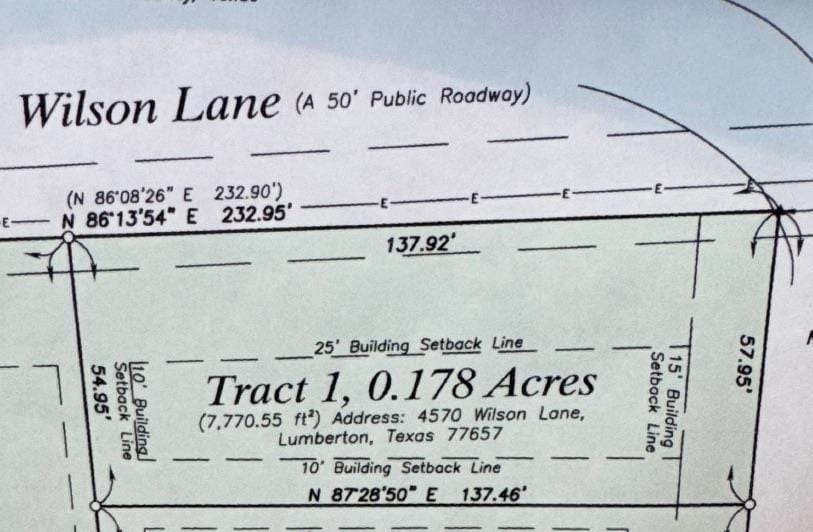 Wilson Lane (A 50' Public Roadway)
(N 86°08'26" E 232.90')
N 86°13'54" E 232.95'
E
E
E
E
E
E
137.92'
25' Building Setback Line
57.95'
54.95'
10' Building
Setback Line
15' Building
Setback Line
Tract 1, 0.178 Acres
(7,770.55 ft²) Address: 4570 Wilson Lane,
Lumberton, Texas 77657
10' Building Setback Line
N 87°28'50" E 137.46'